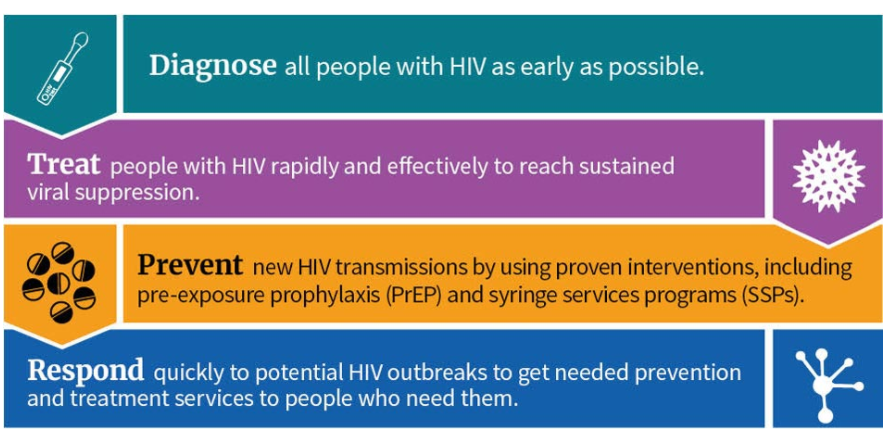 Diagnose all people with HIV as early as possible.
Treat people with HIV rapidly and effectively to reach sustained
viral suppression.
Prevent new HIV transmissions by using proven interventions, including
pre-exposure prophylaxis (PrEP) and syringe services programs (SSPs).
Respond quickly to potential HIV outbreaks to get needed prevention
and treatment services to people who need them.